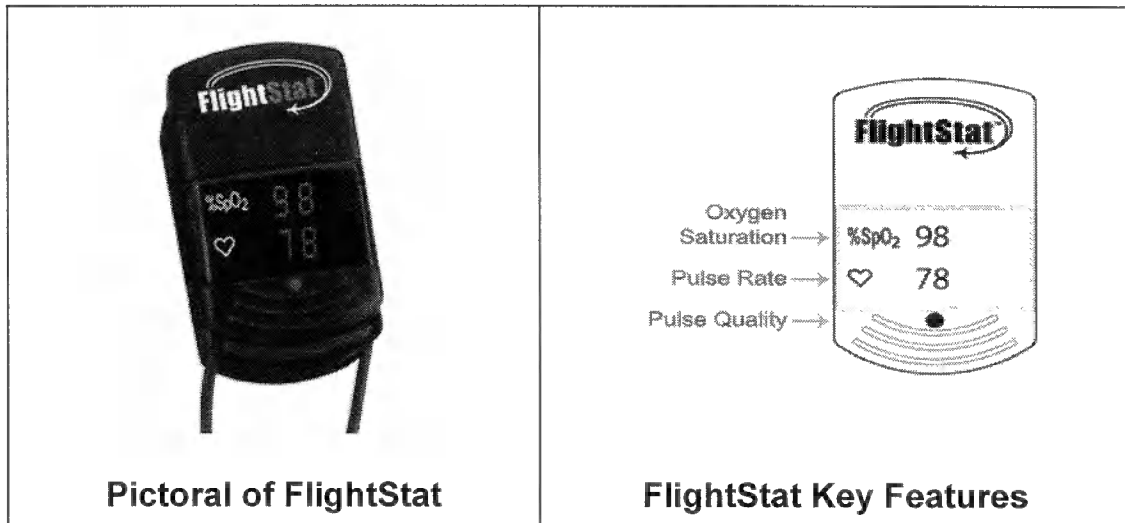 FlightStat
%SpO₂ 98
78
Pictoral of FlightStat
FlightStat™
Oxygen
Saturation
%SpO₂ 98
Pulse Rate
78
Pulse Quality
FlightStat Key Features